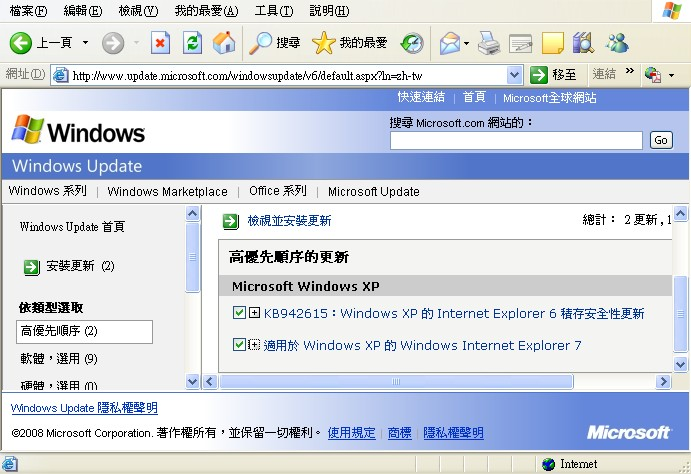 檔案(F) 編輯(E) 檢視(V) 我的最愛(A) 工具(T) 說明(H)
上一頁 搜尋 我的最愛
網址(D) http://www.update.microsoft.com/windowsupdate/v6/default.aspx?ln=zh-tw 移至 連結 »
快速連結 | 首頁 | Microsoft全球網站
Windows
搜尋 Microsoft.com 網站的：
Go
Windows Update
Windows 系列 | Windows Marketplace | Office 系列 | Microsoft Update
Windows Update 首頁
安裝更新 (2)
依類型選取
高優先順序 (2)
軟體，選用 (9)
硬體，選用 (0)
檢視並安裝更新 總計： 2 更新 , 1
高優先順序的更新
Microsoft Windows XP
KB942615：Windows XP 的 Internet Explorer 6 積存安全性更新
適用於 Windows XP 的 Windows Internet Explorer 7
Windows Update 隱私權聲明
©2008 Microsoft Corporation. 著作權所有，並保留一切權利。 使用規定 | 商標 | 隱私權聲明
Microsoft
Internet